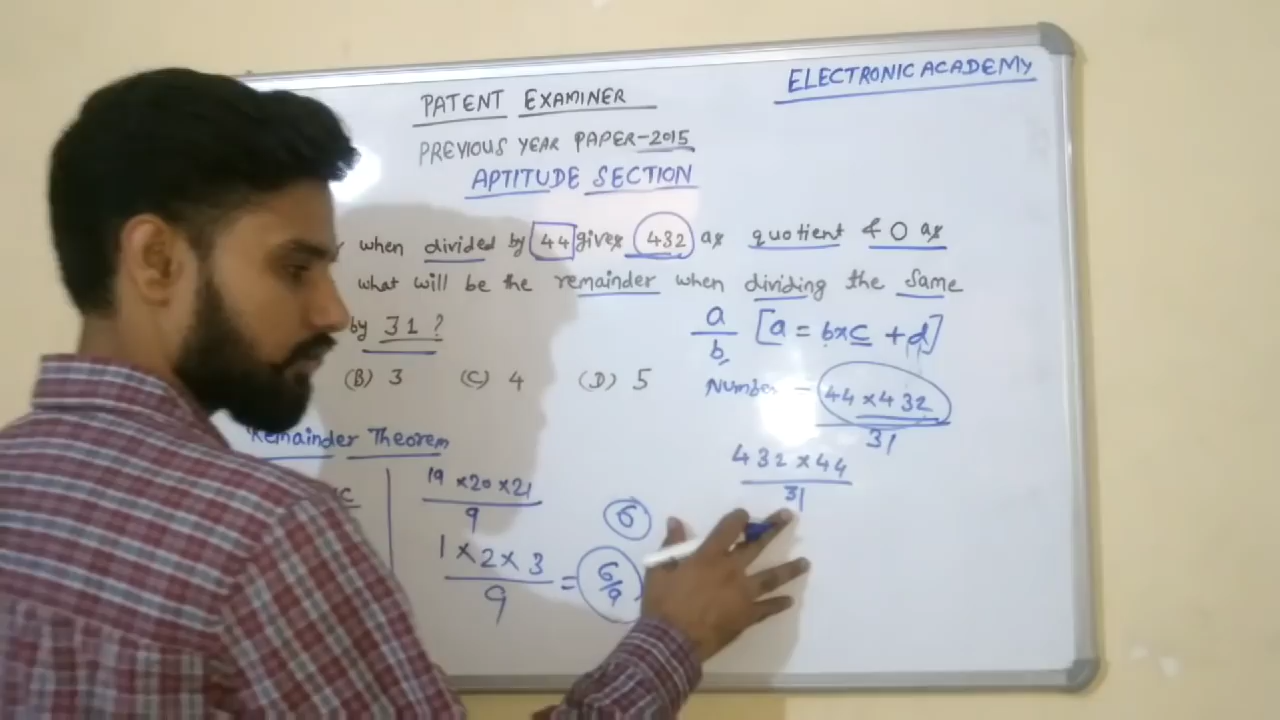 ELECTRONIC ACADEMY
PATENT EXAMINER
PREVIOUS YEAR PAPER-2015
APTITUDE SECTION
when divided by 44 gives 432 as quotient & 0 as
what will be the remainder when dividing the same
by 31 ?
(B) 3 (C) 4 (D) 5
a/b [a = b×c + d]
Number = 44 × 432 / 31
Remainder Theorem
432 × 44 / 31
19 × 20 × 21 / 9
6
1 × 2 × 3 / 9 = 6/9